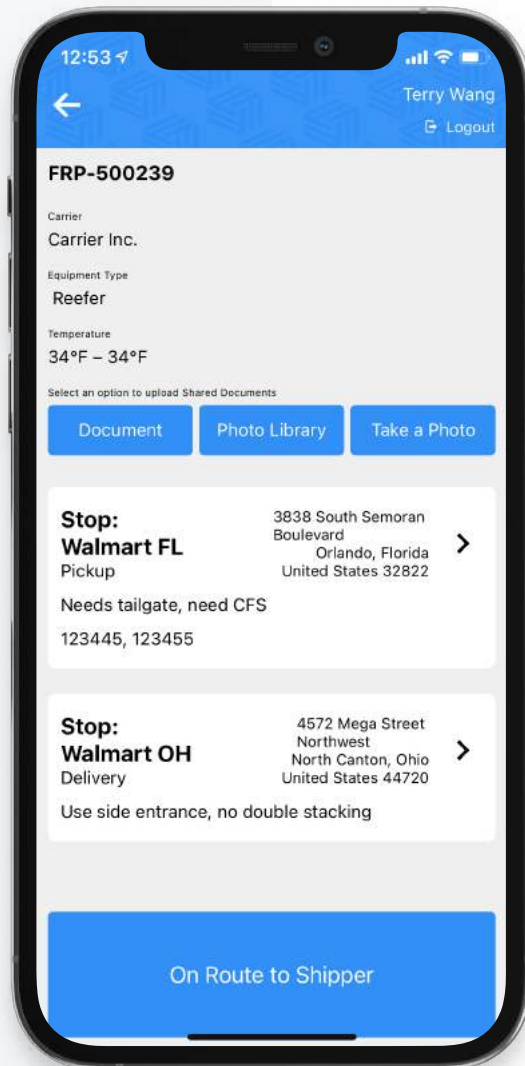 12:53
Terry Wang
Logout
FRP-500239
Carrier
Carrier Inc.
Equipment Type
Reefer
Temperature
34°F – 34°F
Select an option to upload Shared Documents
Document
Photo Library
Take a Photo
Stop:
Walmart FL
Pickup
3838 South Semoran
Boulevard
Orlando, Florida
United States 32822
Needs tailgate, need CFS
123445, 123455
Stop:
Walmart OH
Delivery
4572 Mega Street
Northwest
North Canton, Ohio
United States 44720
Use side entrance, no double stacking
On Route to Shipper